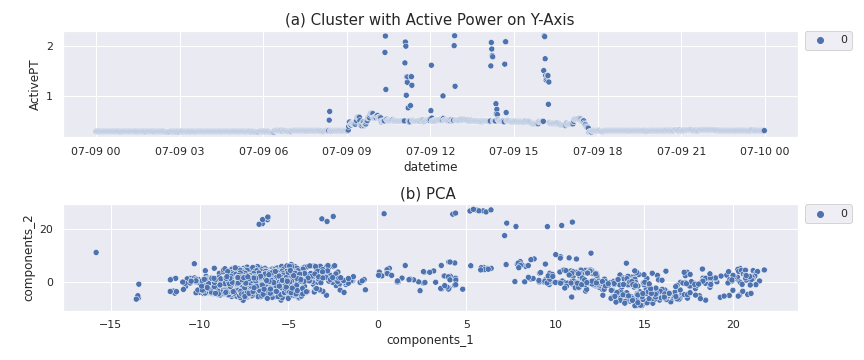 (a) Cluster with Active Power on Y-Axis
0
2
1
ActivePT
07-09 00 07-09 03 07-09 06 07-09 09 07-09 12 07-09 15 07-09 18 07-09 21 07-10 00
datetime
(b) PCA
0
20
0
components_2
−15 −10 −5 0 5 10 15 20
components_1